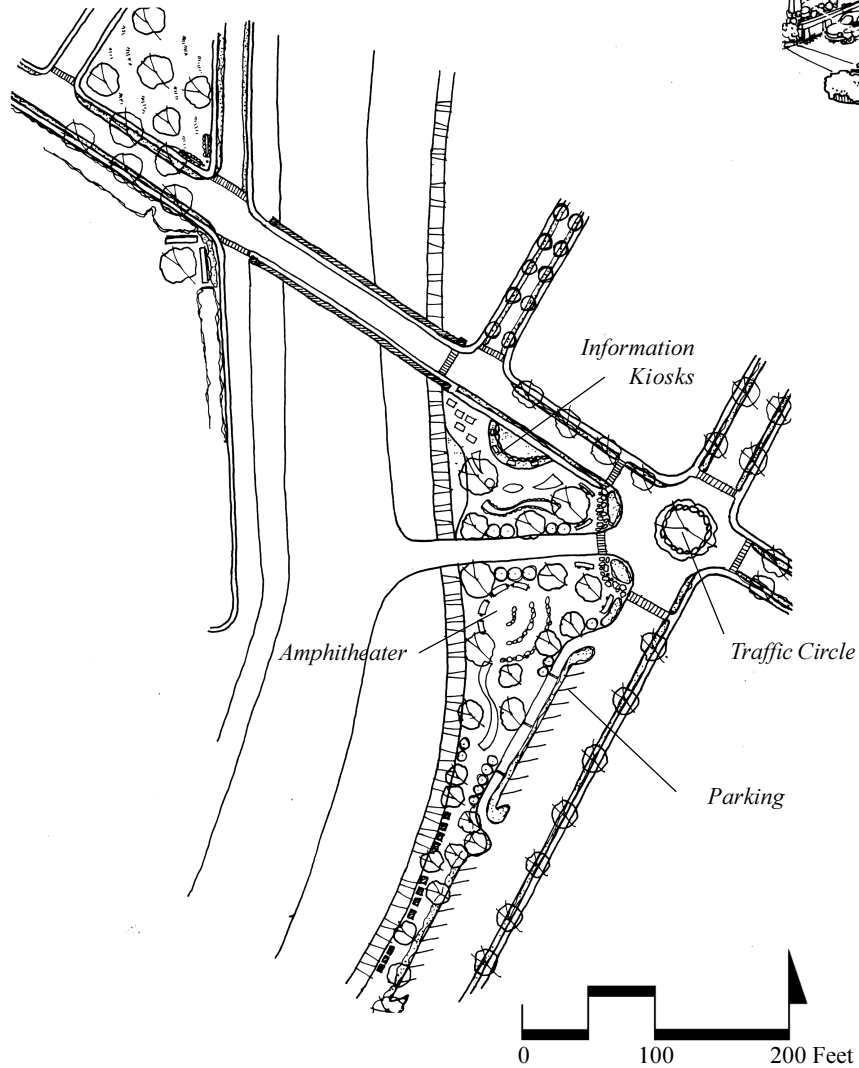 Information
Kiosks
Amphitheater
Traffic Circle
Parking
0 100 200 Feet